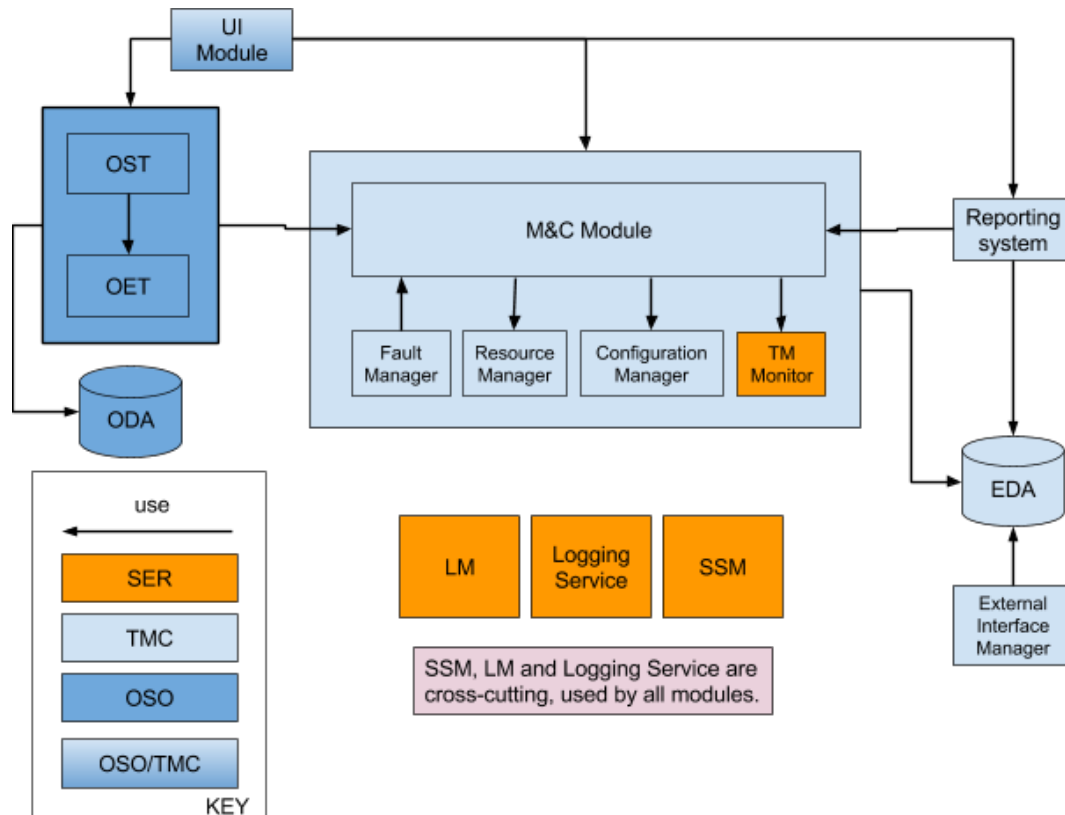 UI
Module
OST
OET
ODA
M&C Module
Fault
Manager
Resource
Manager
Configuration
Manager
TM
Monitor
Reporting
system
EDA
External
Interface
Manager
LM
Logging
Service
SSM
SSM, LM and Logging Service are
cross-cutting, used by all modules.
use
SER
TMC
OSO
OSO/TMC
KEY